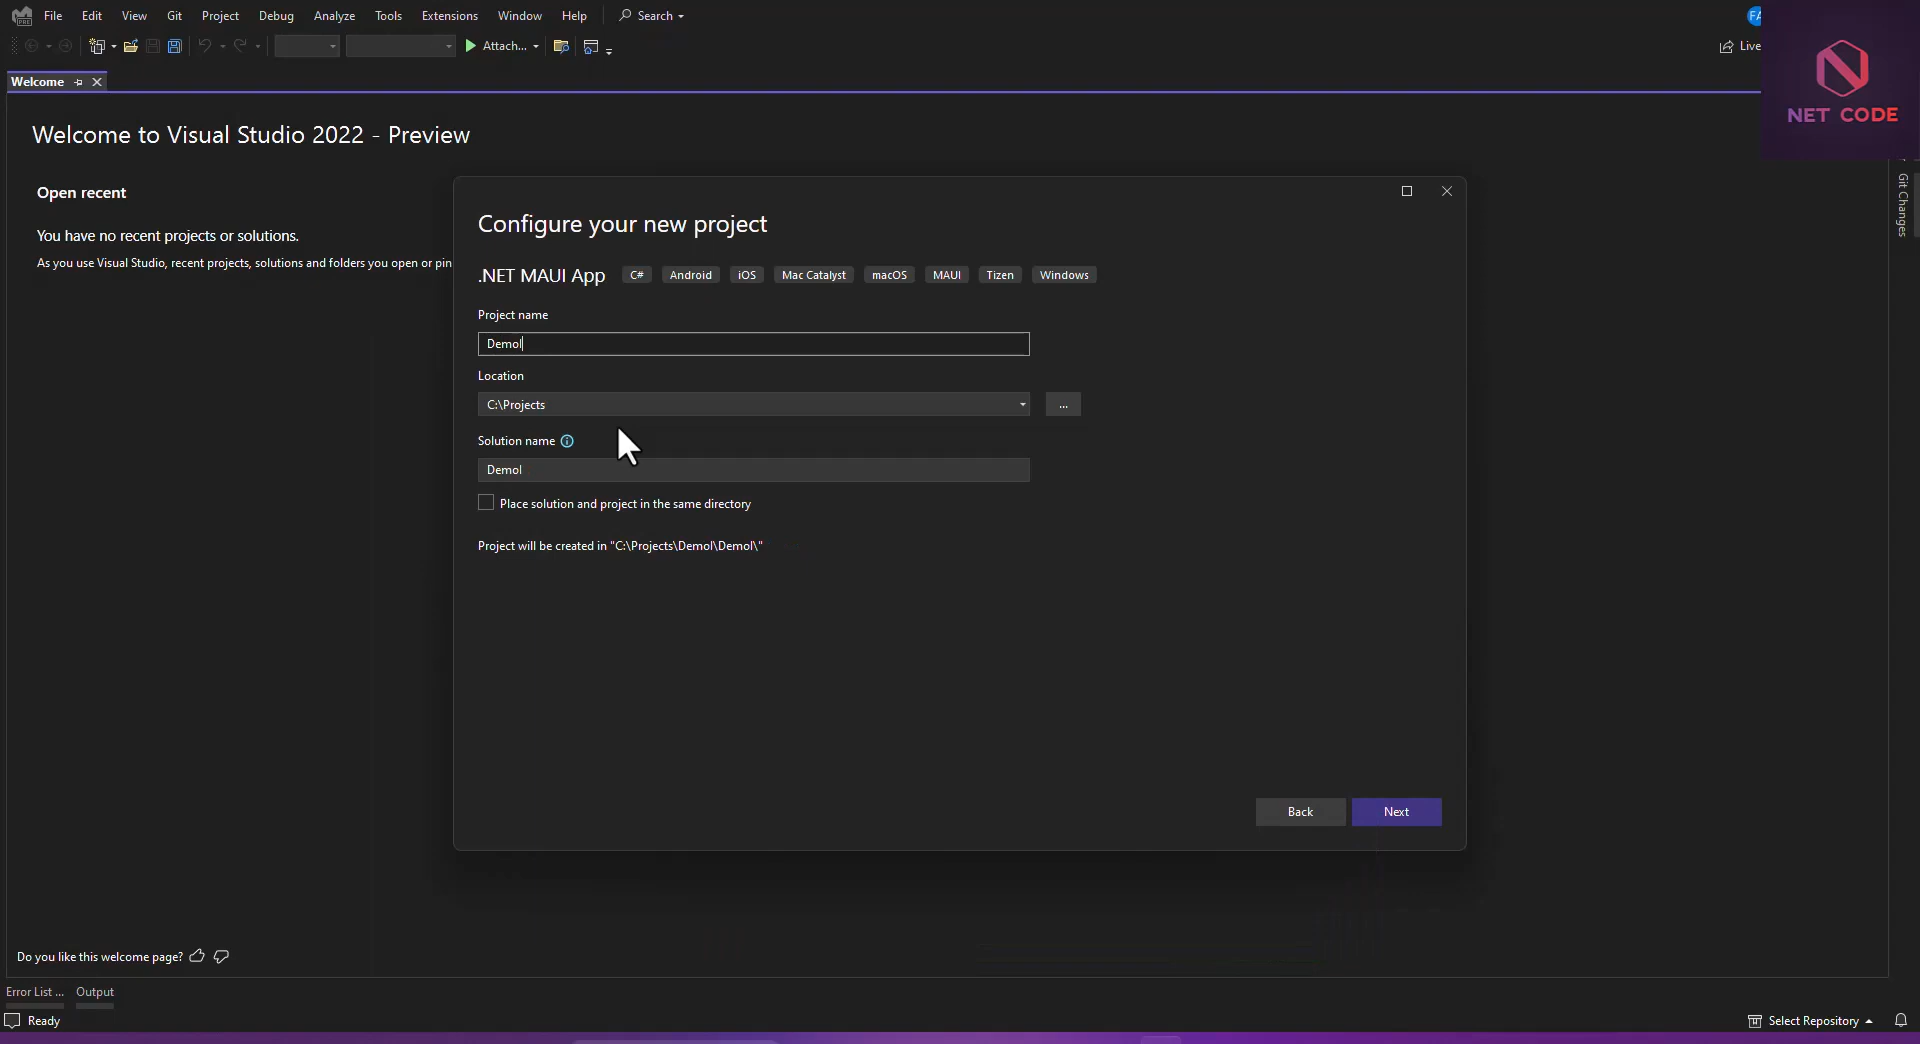 File Edit View Git Project Debug Analyze Tools Extensions Window Help Search
Attach...
Live
NET CODE
Welcome
Welcome to Visual Studio 2022 - Preview
Open recent
You have no recent projects or solutions.
As you use Visual Studio, recent projects, solutions and folders you open or pin
Git Changes
Configure your new project
.NET MAUI App C# Android iOS Mac Catalyst macOS MAUI Tizen Windows
Project name
Demol
Location
C:\Projects
...
Solution name
Demol
Place solution and project in the same directory
Project will be created in "C:\Projects\Demol\Demol\"
Back Next
Do you like this welcome page?
Error List ... Output
Ready
Select Repository